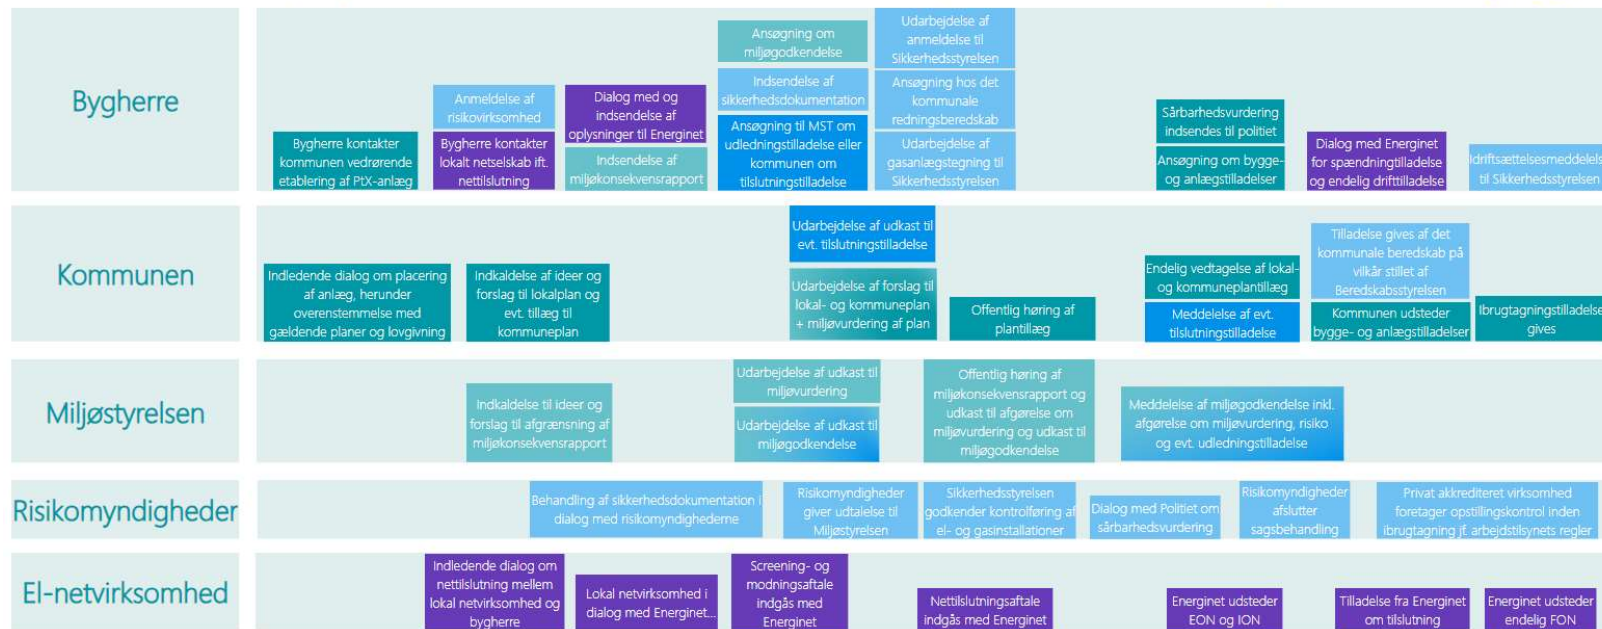 Bygherre
Bygherre kontakter
kommunen vedrørende
etablering af PtX-anlæg
Anmeldelse af
risikovirksomhed
Bygherre kontakter
lokalt netselskab ift.
nettilslutning
Dialog med og
indsendelse af
oplysninger til Energinet
Indsendelse af
miljøkonsekvensrapport
Ansøgning om
miljøgodkendelse
Indsendelse af
sikkerhedsdokumentation
Ansøgning til MST om
udledningstilladelse eller
kommunen om
tilslutningstilladelse
Udarbejdelse af
anmeldelse til
Sikkerhedsstyrelsen
Ansøgning hos det
kommunale
redningsberedskab
Udarbejdelse af
gasanlægstegning til
Sikkerhedsstyrelsen
Sårbarhedsvurdering
indsendes til politiet
Ansøgning om bygge-
og anlægstilladelser
Dialog med Energinet
for spændningtilladelse
og endelig drifttilladelse
Idriftsættelsesmeddelels
til Sikkerhedsstyrelsen
Kommunen
Indledende dialog om placering
af anlæg, herunder
overenstemmelse med
gældende planer og lovgivning
Indkaldelse af ideer og
forslag til lokalplan og
evt. tillæg til
kommuneplan
Udarbejdelse af udkast til
evt. tilslutningstilladelse
Udarbejdelse af forslag til
lokal- og kommuneplan
+ miljøvurdering af plan
Offentlig høring af
plantillæg
Endelig vedtagelse af lokal-
og kommuneplantillæg
Meddelelse af evt.
tilslutningstilladelse
Tilladelse gives af det
kommunale beredskab på
vilkår stillet af
Beredskabsstyrelsen
Kommunen udsteder
bygge- og anlægstilladelser
Ibrugtagningstilladelse
gives
Miljøstyrelsen
Indkaldelse til ideer og
forslag til afgrænsning af
miljøkonsekvensrapport
Udarbejdelse af udkast til
miljøvurdering
Udarbejdelse af udkast til
miljøgodkendelse
Offentlig høring af
miljøkonsekvensrapport og
udkast til afgørelse om
miljøvurdering og udkast til
miljøgodkendelse
Meddelelse af miljøgodkendelse inkl.
afgørelse om miljøvurdering, risiko
og evt. udledningstilladelse
Risikomyndigheder
Behandling af sikkerhedsdokumentation i
dialog med risikomyndighederne
Risikomyndigheder
giver udtalelse til
Miljøstyrelsen
Sikkerhedsstyrelsen
godkender kontrolføring af
el- og gasinstallationer
Dialog med Politiet om
sårbarhedsvurdering
Risikomyndigheder
afslutter
sagsbehandling
Privat akkrediteret virksomhed
foretager opstillingskontrol inden
ibrugtagning jf. arbejdstilsynets regler
El-netvirksomhed
Indledende dialog om
nettilslutning mellem
lokal netvirksomhed og
bygherre
Lokal netvirksomhed i
dialog med Energinet...
Screening- og
modningsaftale
indgås med
Energinet
Nettilslutningsaftale
indgås med Energinet
Energinet udsteder
EON og ION
Tilladelse fra Energinet
om tilslutning
Energinet udsteder
endelig FON